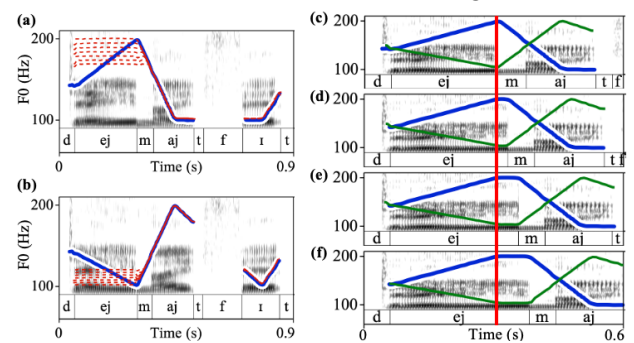 (a)
200
F0 (Hz)
100
d ej m aj t f ɪ t
Time (s) 0.9
(b)
200
F0 (Hz)
100
d ej m aj t f ɪ t
0 Time (s) 0.9
(c)
200
100
d ej m aj t f
(d)
200
100
d ej m aj t f
(e)
200
100
d ej m aj t
(f)
200
100
d ej m aj
0 Time (s) 0.6